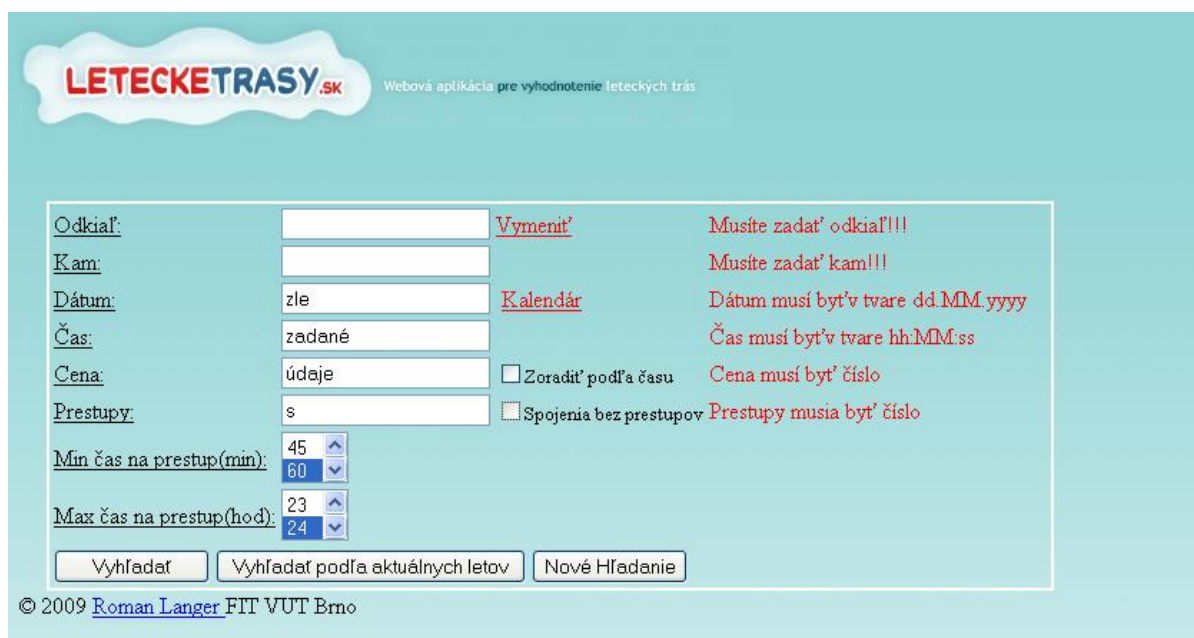 LETECKETRASY.SK
Webová aplikácia pre vyhodnotenie leteckých trás
Odkiaľ: Vymeniť Musíte zadať odkiaľ!!!
Kam: Musíte zadať kam!!!
Dátum: zle Kalendár Dátum musí byť v tvare dd.MM.yyyy
Čas: zadané Čas musí byť v tvare hh:MM:ss
Cena: údaje Zoradiť podľa času Cena musí byť číslo
Prestupy: s Spojenia bez prestupov Prestupy musia byť číslo
Min čas na prestup(min): 45
60
Max čas na prestup(hod): 23
24
Vyhľadať Vyhľadať podľa aktuálnych letov Nové Hľadanie
© 2009 Roman Langer FIT VUT Brno